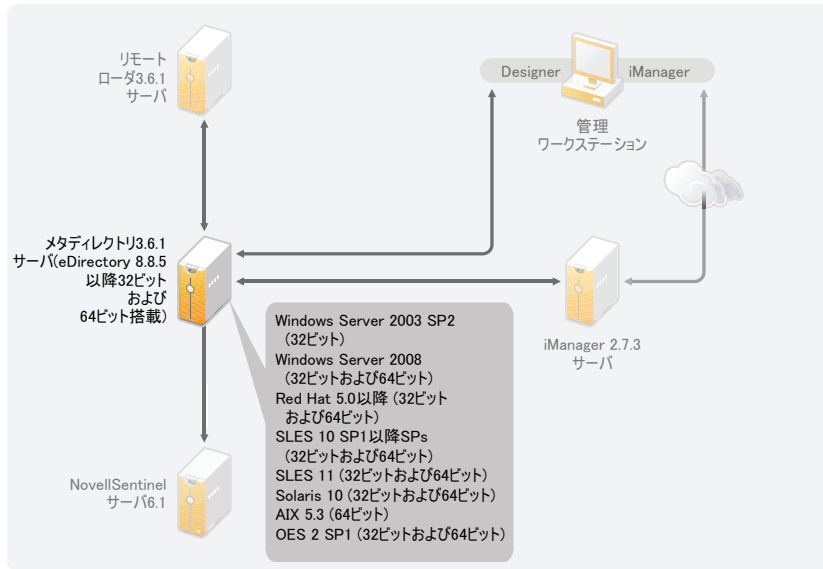 リモート
ローダ3.6.1
サーバ
Designer
iManager
管理
ワークステーション
メタディレクトリ3.6.1
サーバ(eDirectory 8.8.5
以降32ビット
および
64ビット搭載)
Windows Server 2003 SP2
(32ビット)
Windows Server 2008
(32ビットおよび64ビット)
Red Hat 5.0以降 (32ビット
および64ビット)
SLES 10 SP1以降SPs
(32ビットおよび64ビット)
SLES 11 (32ビットおよび64ビット)
Solaris 10 (32ビットおよび64ビット)
AIX 5.3 (64ビット)
OES 2 SP1 (32ビットおよび64ビット)
iManager 2.7.3
サーバ
NovellSentinel
サーバ6.1